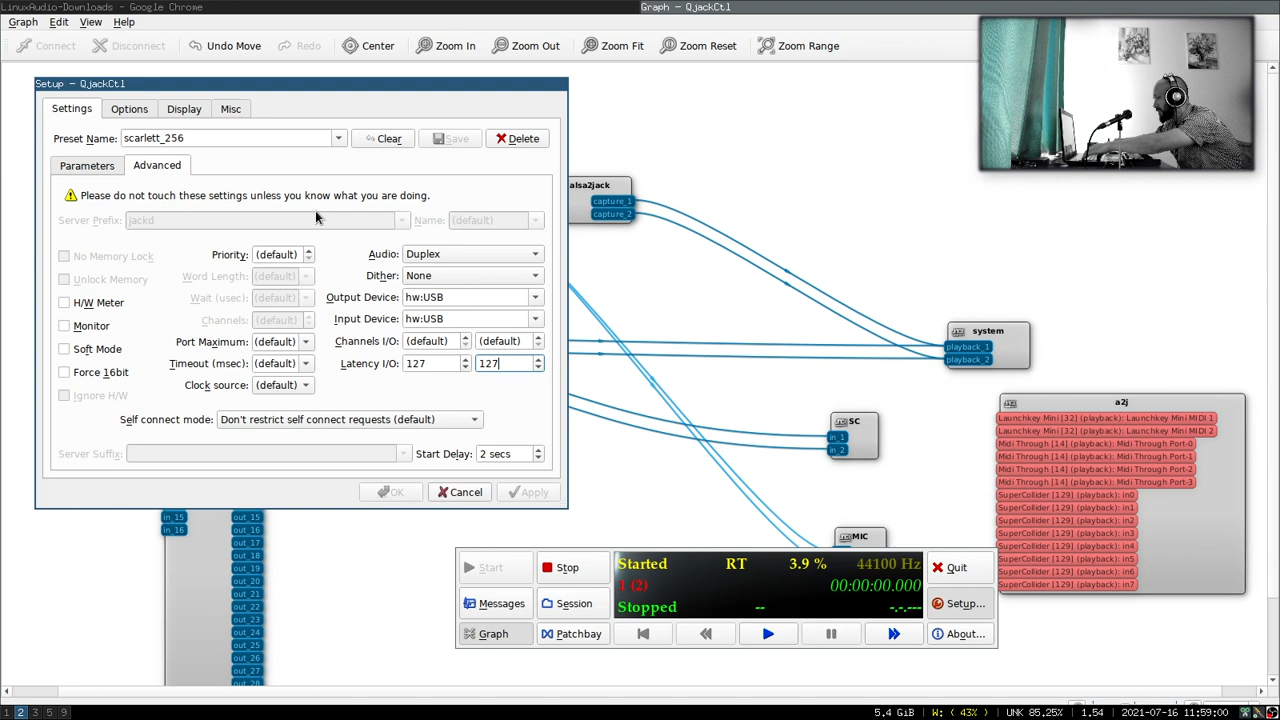 LinuxAudio-Downloads - Google Chrome
Graph — QjackCtl
Graph Edit View Help
Connect Disconnect Undo Move Redo Center Zoom In Zoom Out Zoom Fit Zoom Reset Zoom Range
Setup — QjackCtl
Settings Options Display Misc
Preset Name: scarlett_256 Clear Save Delete
Parameters Advanced
Please do not touch these settings unless you know what you are doing.
Server Prefix: jackd Name: (default)
No Memory Lock
Unlock Memory
H/W Meter
Monitor
Soft Mode
Force 16bit
Ignore H/W
Priority: (default)
Word Length: (default)
Wait (usec): (default)
Channels: (default)
Port Maximum: (default)
Timeout (msec): (default)
Clock source: (default)
Audio: Duplex
Dither: None
Output Device: hw:USB
Input Device: hw:USB
Channels I/O: (default) (default)
Latency I/O: 127 127
Self connect mode: Don't restrict self connect requests (default)
Server Suffix: Start Delay: 2 secs
OK Cancel Apply
alsa2jack
capture_1
capture_2
system
playback_1
playback_2
SC
in_1
in_2
MIC
a2j
Launchkey Mini [32] (playback): Launchkey Mini MIDI 1
Launchkey Mini [32] (playback): Launchkey Mini MIDI 2
Midi Through [14] (playback): Midi Through Port-0
Midi Through [14] (playback): Midi Through Port-1
Midi Through [14] (playback): Midi Through Port-2
Midi Through [14] (playback): Midi Through Port-3
SuperCollider [129] (playback): in0
SuperCollider [129] (playback): in1
SuperCollider [129] (playback): in2
SuperCollider [129] (playback): in3
SuperCollider [129] (playback): in4
SuperCollider [129] (playback): in5
SuperCollider [129] (playback): in6
SuperCollider [129] (playback): in7
in_15
in_16
out_15
out_16
out_17
out_18
out_19
out_20
out_21
out_22
out_23
out_24
out_25
out_26
out_27
out_28
Start Stop
Messages Session
Graph Patchbay
Started RT 3.9 % 44100 Hz
1 (2) 00:00:00.000
Stopped -- -.-.---
Quit
Setup...
About...
1 2 3 5 9
5.4 GiB W: ( 43%) UNK 85.25% 1.54 2021-07-16 11:59:00